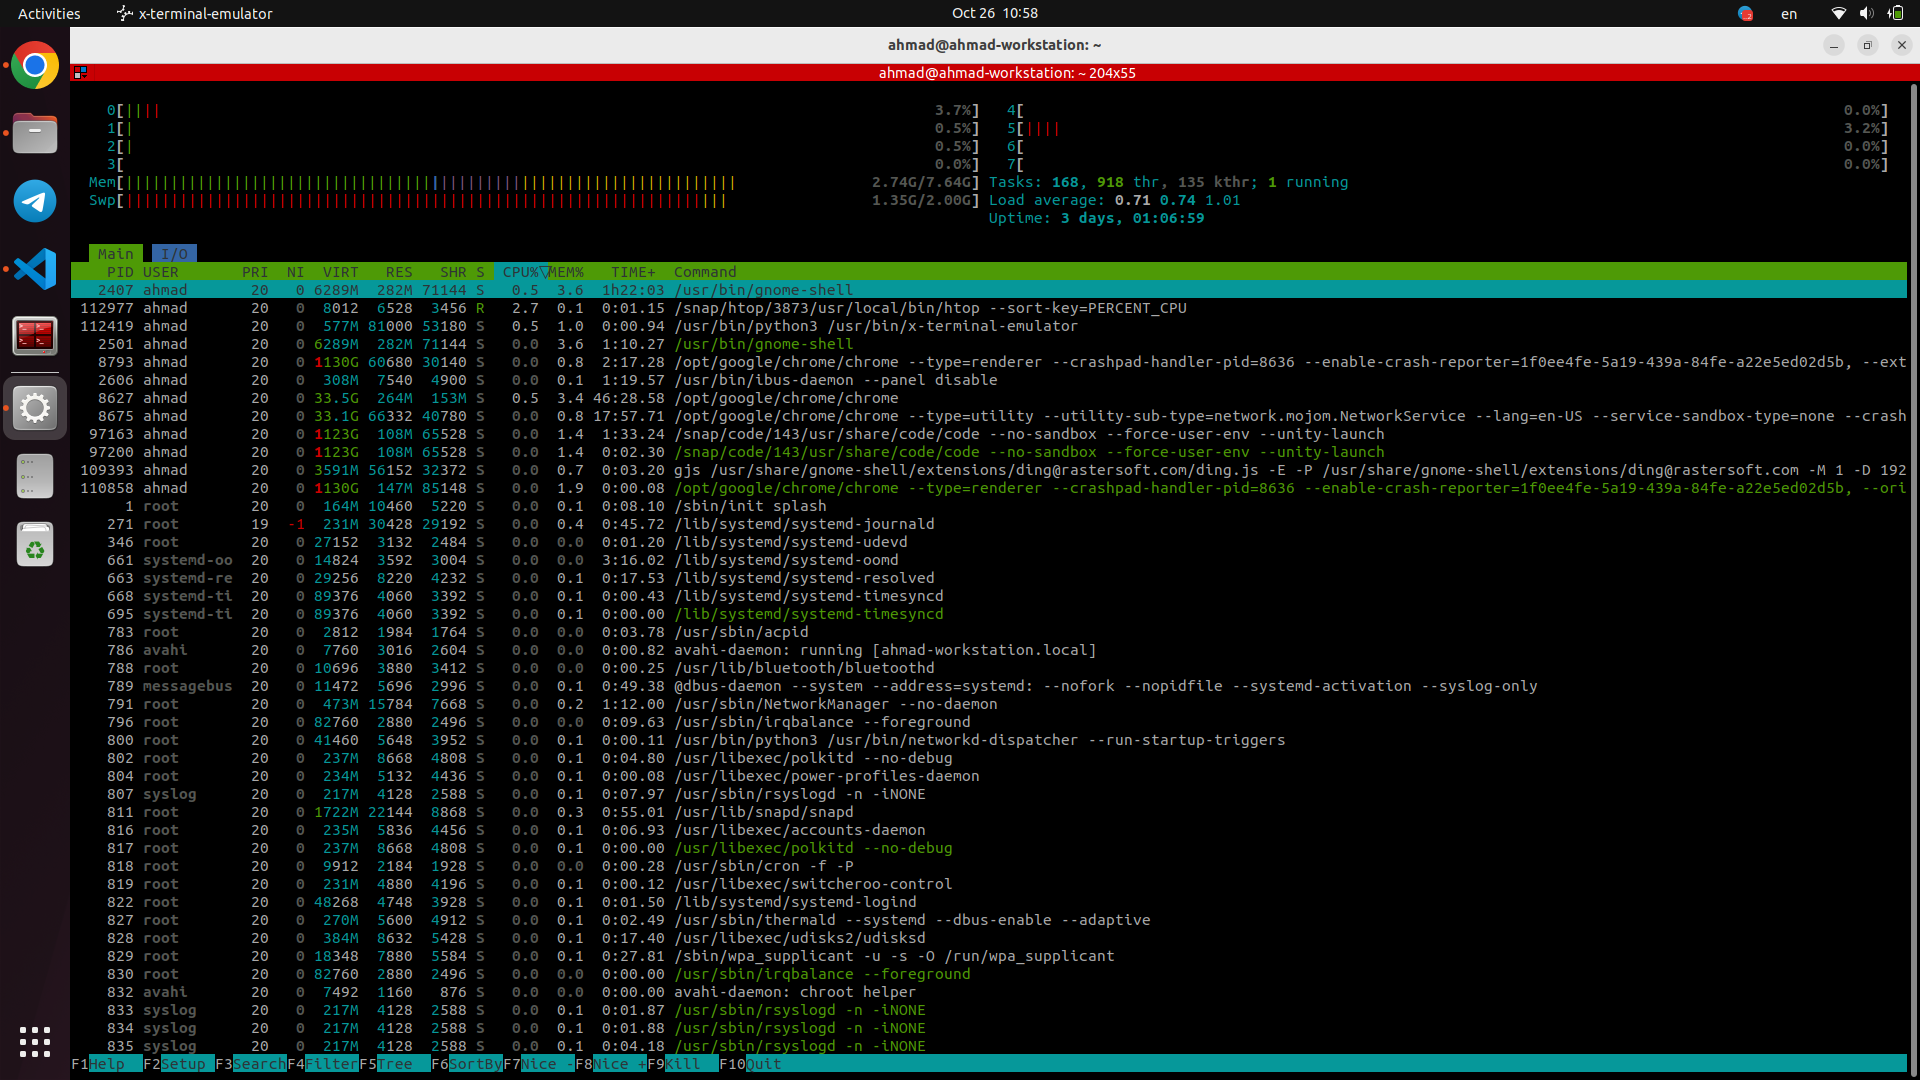 Activities x-terminal-emulator Oct 26 10:58 en
ahmad@ahmad-workstation: ~
ahmad@ahmad-workstation: ~ 204x55
0[|||| 3.7%] 4[ 0.0%]
1[| 0.5%] 5[|||| 3.2%]
2[| 0.5%] 6[ 0.0%]
3[ 0.0%] 7[ 0.0%]
Mem[||||||||||||||||||||||||||||||||||||||||||||||||||||||||||||||||||||| 2.74G/7.64G] Tasks: 168, 918 thr, 135 kthr; 1 running
Swp[||||||||||||||||||||||||||||||||||||||||||||||||||||||||||||||||||| 1.35G/2.00G] Load average: 0.71 0.74 1.01
Uptime: 3 days, 01:06:59
Main I/O
PID USER PRI NI VIRT RES SHR S CPU%▽MEM% TIME+ Command
2407 ahmad 20 0 6289M 282M 71144 S 0.5 3.6 1h22:03 /usr/bin/gnome-shell
112977 ahmad 20 0 8012 6528 3456 R 2.7 0.1 0:01.15 /snap/htop/3873/usr/local/bin/htop --sort-key=PERCENT_CPU
112419 ahmad 20 0 577M 81000 53180 S 0.5 1.0 0:00.94 /usr/bin/python3 /usr/bin/x-terminal-emulator
2501 ahmad 20 0 6289M 282M 71144 S 0.0 3.6 1:10.27 /usr/bin/gnome-shell
8793 ahmad 20 0 1130G 60680 30140 S 0.0 0.8 2:17.28 /opt/google/chrome/chrome --type=renderer --crashpad-handler-pid=8636 --enable-crash-reporter=1f0ee4fe-5a19-439a-84fe-a22e5ed02d5b, --ext
2606 ahmad 20 0 308M 7540 4900 S 0.0 0.1 1:19.57 /usr/bin/ibus-daemon --panel disable
8627 ahmad 20 0 33.5G 264M 153M S 0.5 3.4 46:28.58 /opt/google/chrome/chrome
8675 ahmad 20 0 33.1G 66332 40780 S 0.0 0.8 17:57.71 /opt/google/chrome/chrome --type=utility --utility-sub-type=network.mojom.NetworkService --lang=en-US --service-sandbox-type=none --crash
97163 ahmad 20 0 1123G 108M 65528 S 0.0 1.4 1:33.24 /snap/code/143/usr/share/code/code --no-sandbox --force-user-env --unity-launch
97200 ahmad 20 0 1123G 108M 65528 S 0.0 1.4 0:02.30 /snap/code/143/usr/share/code/code --no-sandbox --force-user-env --unity-launch
109393 ahmad 20 0 3591M 56152 32372 S 0.0 0.7 0:03.20 gjs /usr/share/gnome-shell/extensions/ding@rastersoft.com/ding.js -E -P /usr/share/gnome-shell/extensions/ding@rastersoft.com -M 1 -D 192
110858 ahmad 20 0 1130G 147M 85148 S 0.0 1.9 0:00.08 /opt/google/chrome/chrome --type=renderer --crashpad-handler-pid=8636 --enable-crash-reporter=1f0ee4fe-5a19-439a-84fe-a22e5ed02d5b, --ori
1 root 20 0 164M 10460 5220 S 0.0 0.1 0:08.10 /sbin/init splash
271 root 19 -1 231M 30428 29192 S 0.0 0.4 0:45.72 /lib/systemd/systemd-journald
346 root 20 0 27152 3132 2484 S 0.0 0.0 0:01.20 /lib/systemd/systemd-udevd
661 systemd-oo 20 0 14824 3592 3004 S 0.0 0.0 3:16.02 /lib/systemd/systemd-oomd
663 systemd-re 20 0 29256 8220 4232 S 0.0 0.1 0:17.53 /lib/systemd/systemd-resolved
668 systemd-ti 20 0 89376 4060 3392 S 0.0 0.1 0:00.43 /lib/systemd/systemd-timesyncd
695 systemd-ti 20 0 89376 4060 3392 S 0.0 0.1 0:00.00 /lib/systemd/systemd-timesyncd
783 root 20 0 2812 1984 1764 S 0.0 0.0 0:03.78 /usr/sbin/acpid
786 avahi 20 0 7760 3016 2604 S 0.0 0.0 0:00.82 avahi-daemon: running [ahmad-workstation.local]
788 root 20 0 10696 3880 3412 S 0.0 0.0 0:00.25 /usr/lib/bluetooth/bluetoothd
789 messagebus 20 0 11472 5696 2996 S 0.0 0.1 0:49.38 @dbus-daemon --system --address=systemd: --nofork --nopidfile --systemd-activation --syslog-only
791 root 20 0 473M 15784 7668 S 0.0 0.2 1:12.00 /usr/sbin/NetworkManager --no-daemon
796 root 20 0 82760 2880 2496 S 0.0 0.0 0:09.63 /usr/sbin/irqbalance --foreground
800 root 20 0 41460 5648 3952 S 0.0 0.1 0:00.11 /usr/bin/python3 /usr/bin/networkd-dispatcher --run-startup-triggers
802 root 20 0 237M 8668 4808 S 0.0 0.1 0:04.80 /usr/libexec/polkitd --no-debug
804 root 20 0 234M 5132 4436 S 0.0 0.1 0:00.08 /usr/libexec/power-profiles-daemon
807 syslog 20 0 217M 4128 2588 S 0.0 0.1 0:07.97 /usr/sbin/rsyslogd -n -iNONE
811 root 20 0 1722M 22144 8868 S 0.0 0.3 0:55.01 /usr/lib/snapd/snapd
816 root 20 0 235M 5836 4456 S 0.0 0.1 0:06.93 /usr/libexec/accounts-daemon
817 root 20 0 237M 8668 4808 S 0.0 0.1 0:00.00 /usr/libexec/polkitd --no-debug
818 root 20 0 9912 2184 1928 S 0.0 0.0 0:00.28 /usr/sbin/cron -f -P
819 root 20 0 231M 4880 4196 S 0.0 0.1 0:00.12 /usr/libexec/switcheroo-control
822 root 20 0 48268 4748 3928 S 0.0 0.1 0:01.50 /lib/systemd/systemd-logind
827 root 20 0 270M 5600 4912 S 0.0 0.1 0:02.49 /usr/sbin/thermald --systemd --dbus-enable --adaptive
828 root 20 0 384M 8632 5428 S 0.0 0.1 0:17.40 /usr/libexec/udisks2/udisksd
829 root 20 0 18348 7880 5584 S 0.0 0.1 0:27.81 /sbin/wpa_supplicant -u -s -O /run/wpa_supplicant
830 root 20 0 82760 2880 2496 S 0.0 0.0 0:00.00 /usr/sbin/irqbalance --foreground
832 avahi 20 0 7492 1160 876 S 0.0 0.0 0:00.00 avahi-daemon: chroot helper
833 syslog 20 0 217M 4128 2588 S 0.0 0.1 0:01.87 /usr/sbin/rsyslogd -n -iNONE
834 syslog 20 0 217M 4128 2588 S 0.0 0.1 0:01.88 /usr/sbin/rsyslogd -n -iNONE
835 syslog 20 0 217M 4128 2588 S 0.0 0.1 0:04.18 /usr/sbin/rsyslogd -n -iNONE
F1Help F2Setup F3SearchF4FilterF5Tree F6SortByF7Nice -F8Nice +F9Kill F10Quit